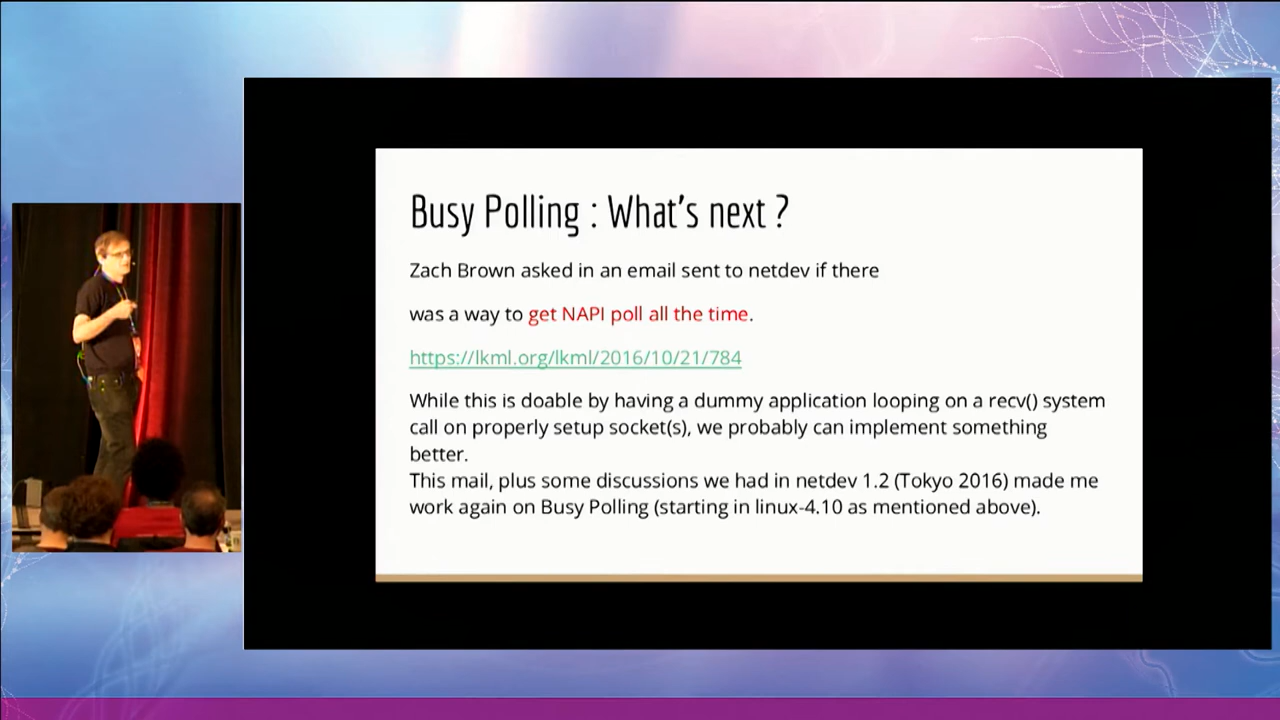 Busy Polling : What's next ?
Zach Brown asked in an email sent to netdev if there
was a way to get NAPI poll all the time.
https://lkml.org/lkml/2016/10/21/784
While this is doable by having a dummy application looping on a recv() system
call on properly setup socket(s), we probably can implement something
better.
This mail, plus some discussions we had in netdev 1.2 (Tokyo 2016) made me
work again on Busy Polling (starting in linux-4.10 as mentioned above).